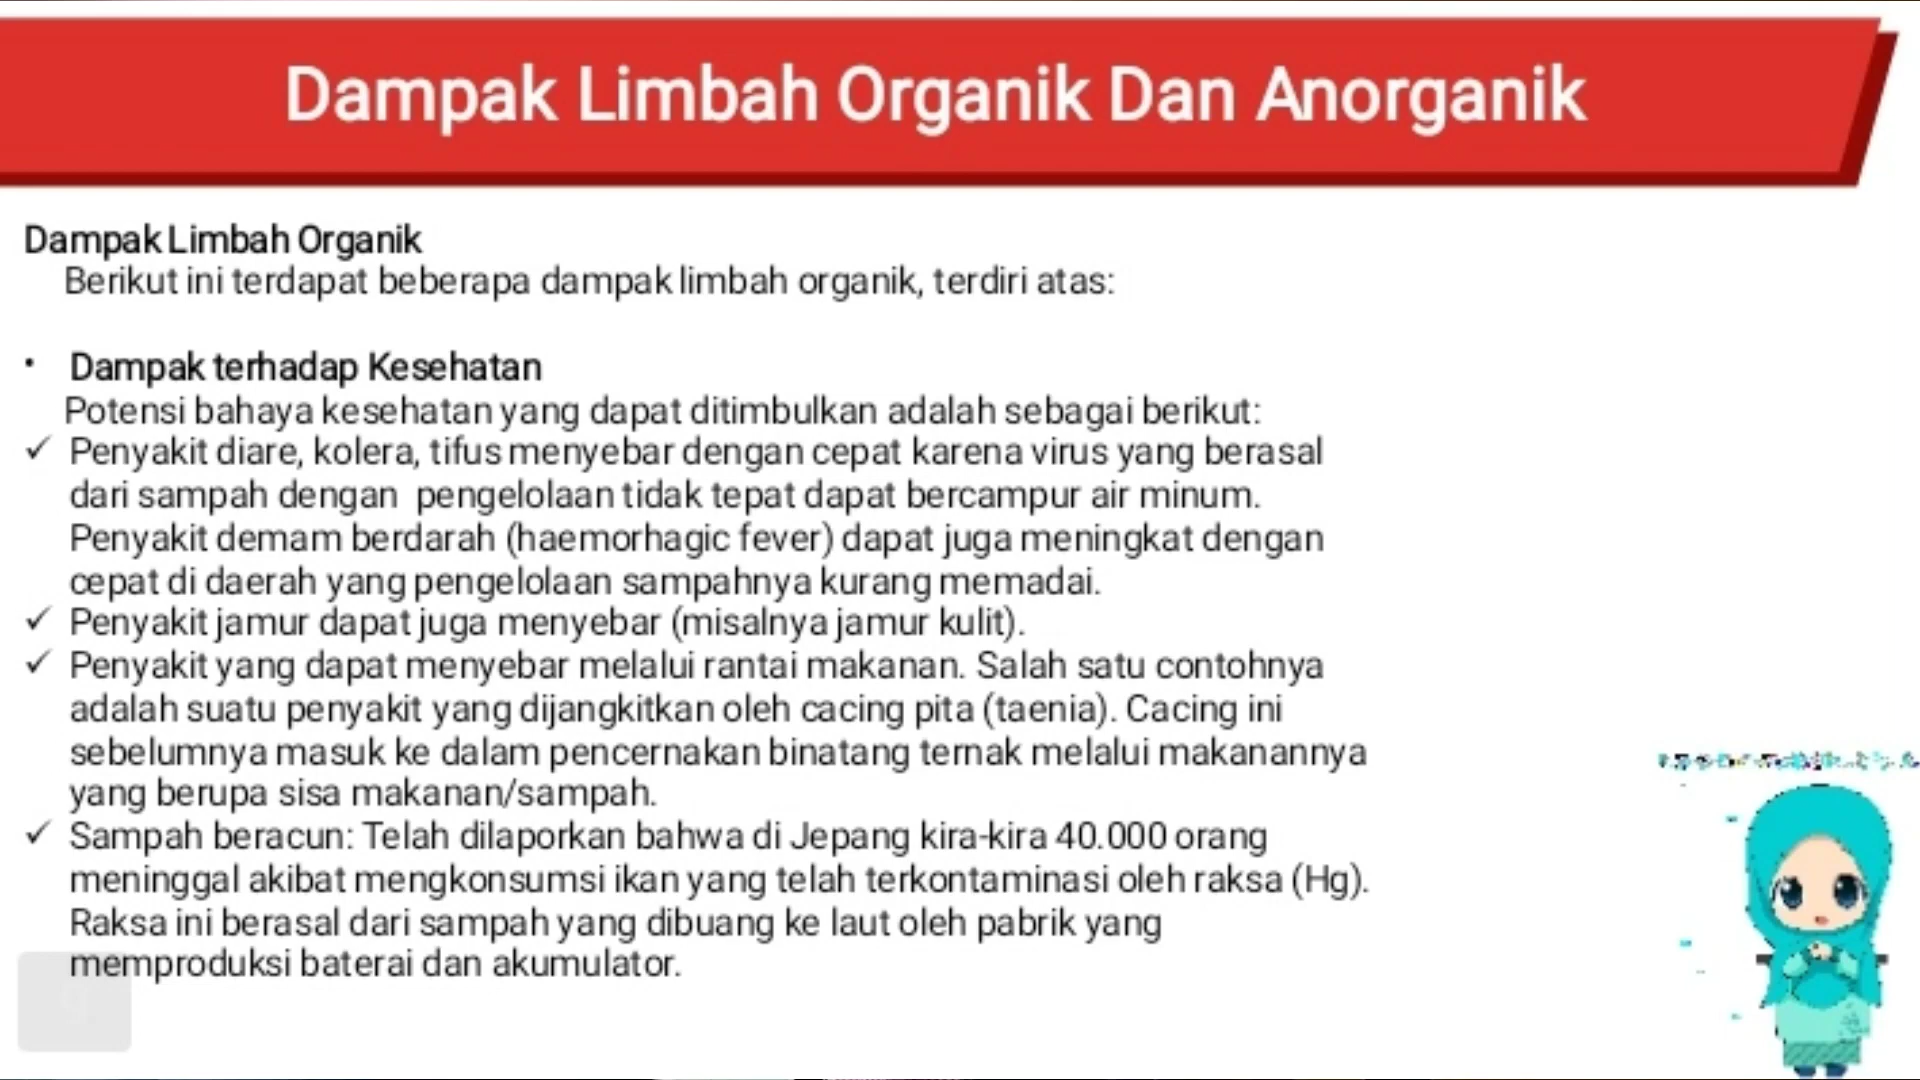 Dampak Limbah Organik Dan Anorganik
Dampak Limbah Organik
Berikut ini terdapat beberapa dampak limbah organik, terdiri atas:
• Dampak terhadap Kesehatan
Potensi bahaya kesehatan yang dapat ditimbulkan adalah sebagai berikut:
✓ Penyakit diare, kolera, tifus menyebar dengan cepat karena virus yang berasal
dari sampah dengan pengelolaan tidak tepat dapat bercampur air minum.
Penyakit demam berdarah (haemorhagic fever) dapat juga meningkat dengan
cepat di daerah yang pengelolaan sampahnya kurang memadai.
✓ Penyakit jamur dapat juga menyebar (misalnya jamur kulit).
✓ Penyakit yang dapat menyebar melalui rantai makanan. Salah satu contohnya
adalah suatu penyakit yang dijangkitkan oleh cacing pita (taenia). Cacing ini
sebelumnya masuk ke dalam pencernakan binatang ternak melalui makanannya
yang berupa sisa makanan/sampah.
✓ Sampah beracun: Telah dilaporkan bahwa di Jepang kira-kira 40.000 orang
meninggal akibat mengkonsumsi ikan yang telah terkontaminasi oleh raksa (Hg).
Raksa ini berasal dari sampah yang dibuang ke laut oleh pabrik yang
memproduksi baterai dan akumulator.